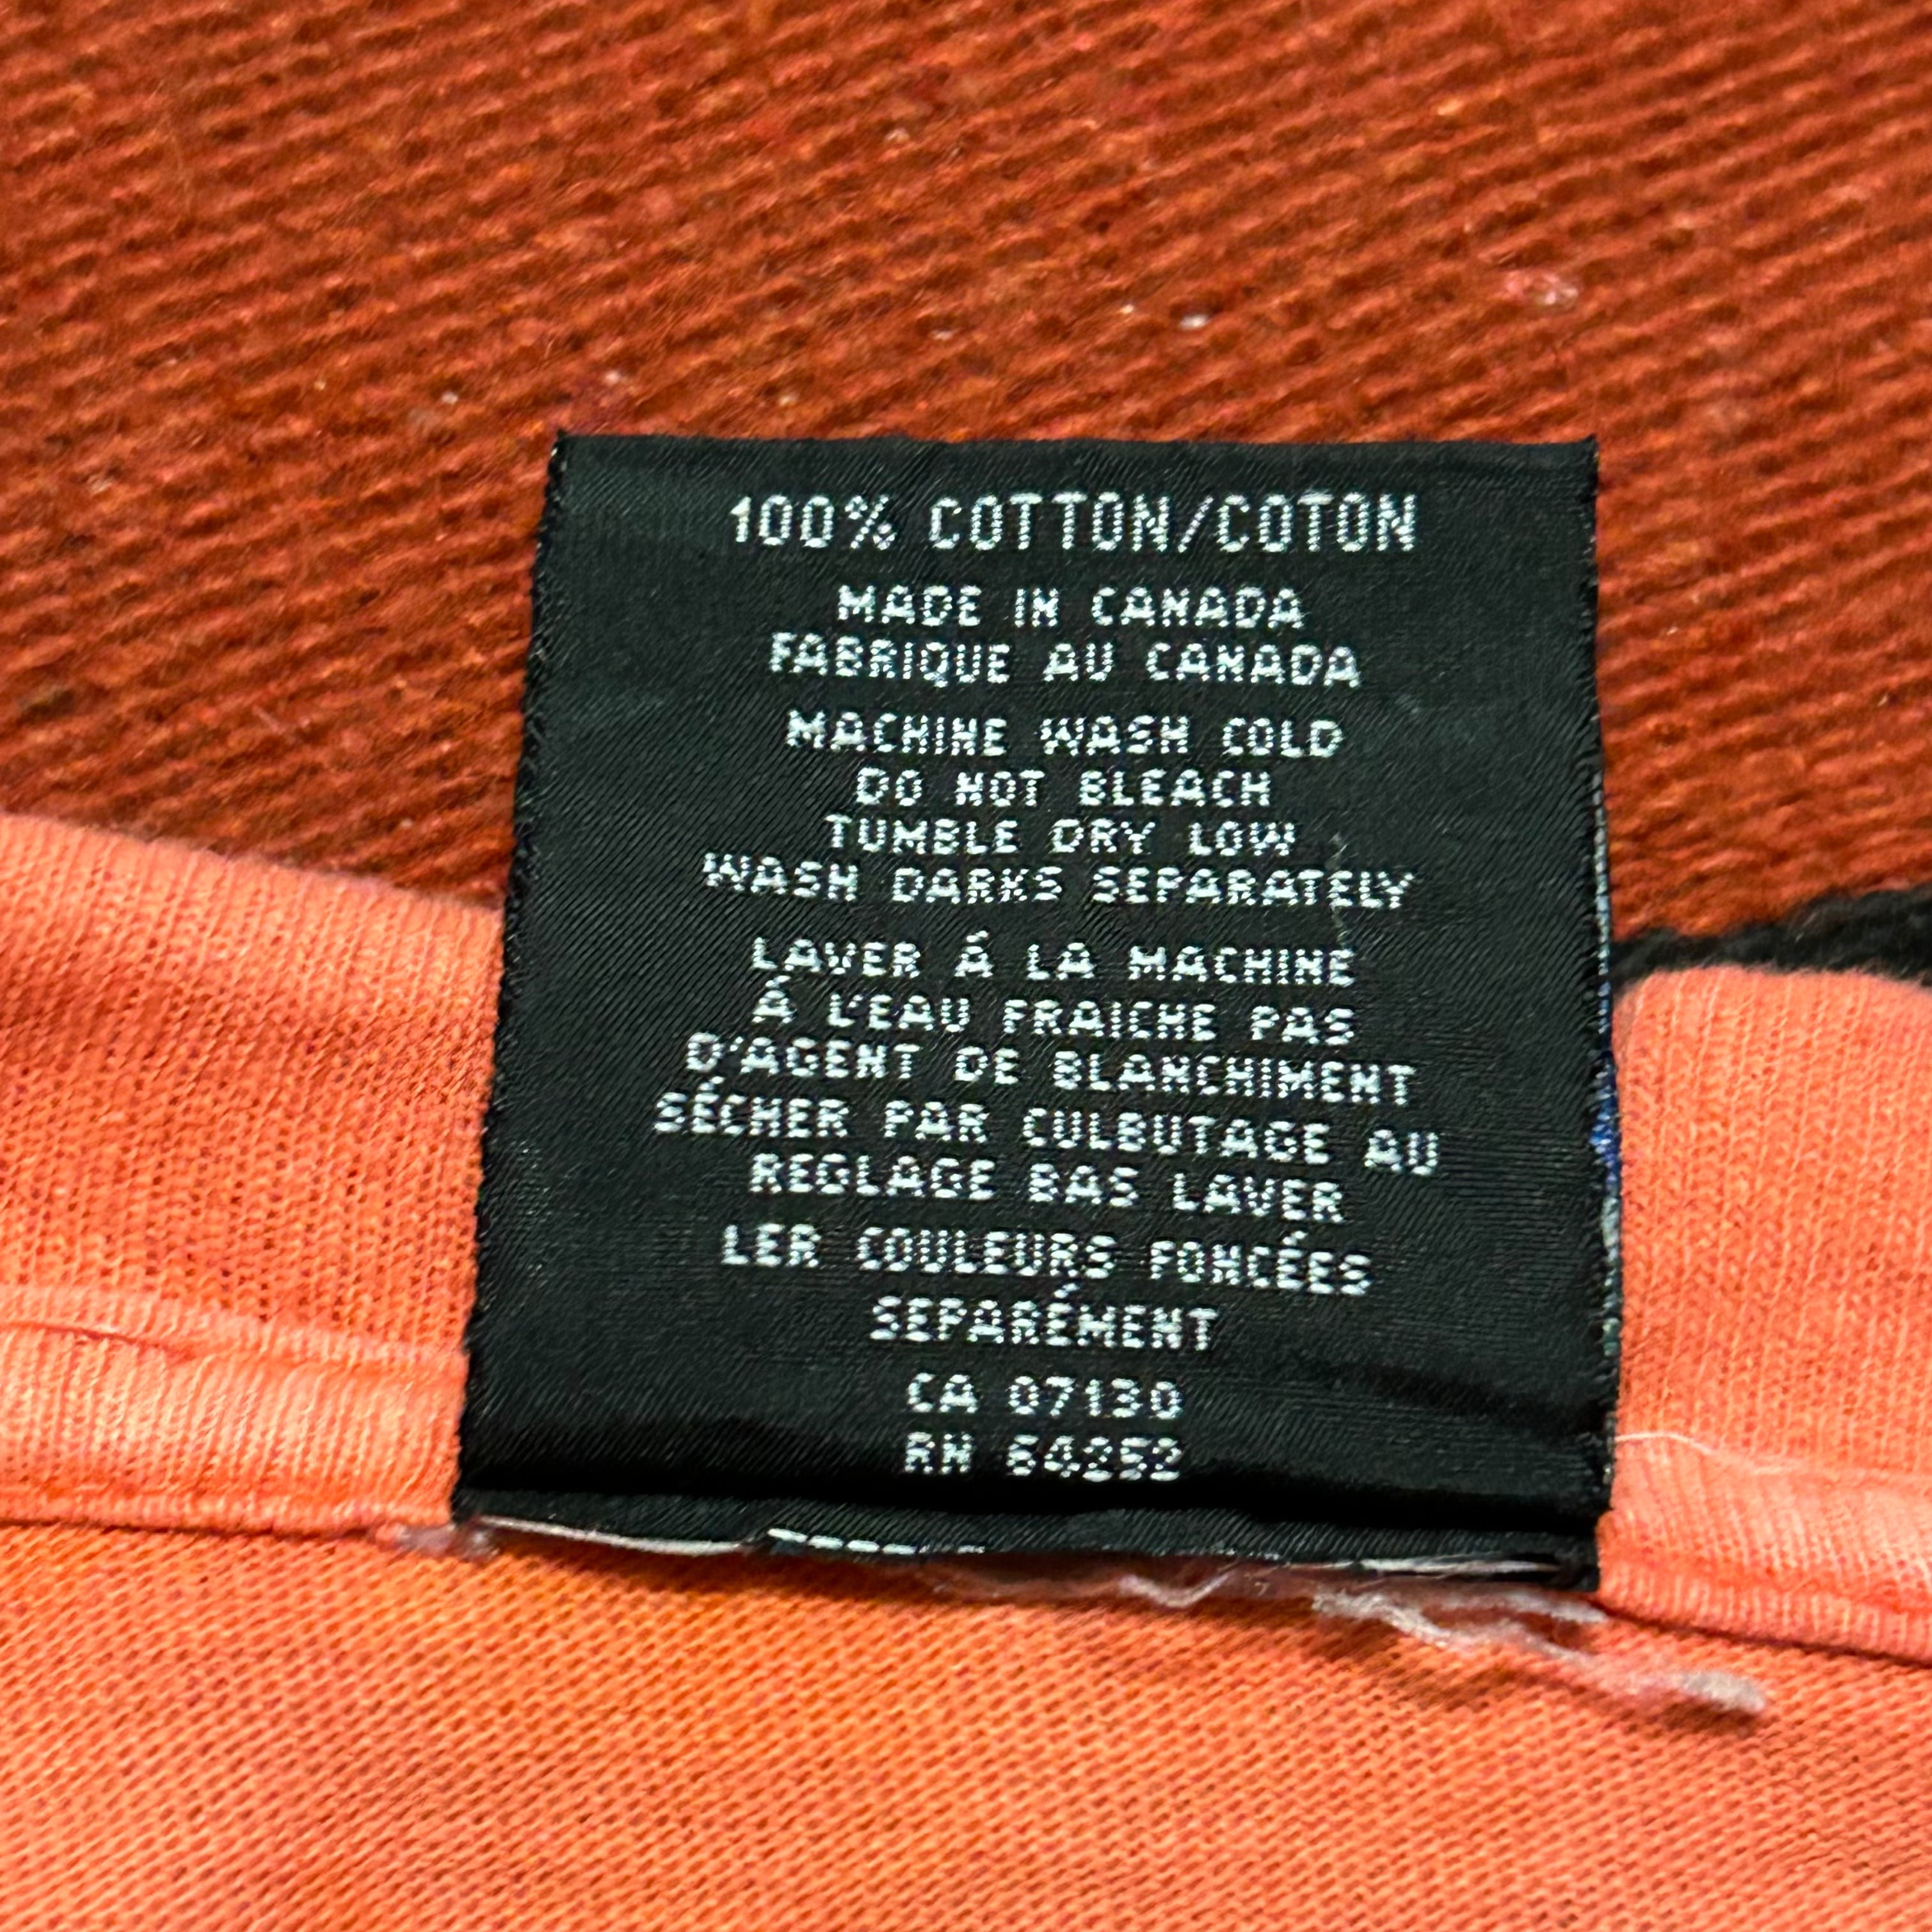 100% COTTON/COTON
MADE IN CANADA
FABRIQUE AU CANADA
MACHINE WASH COLD
DO NOT BLEACH
TUMBLE DRY LOW
WASH DARKS SEPARATELY
LAVER Á LA MACHINE
Á L'EAU FRAICHE PAS
D'AGENT DE BLANCHIMENT
SÉCHER PAR CULBUTAGE AU
REGLAGE BAS LAVER
LER COULEURS FONCÉES
SEPARÉMENT
CA 07130
RN 64252